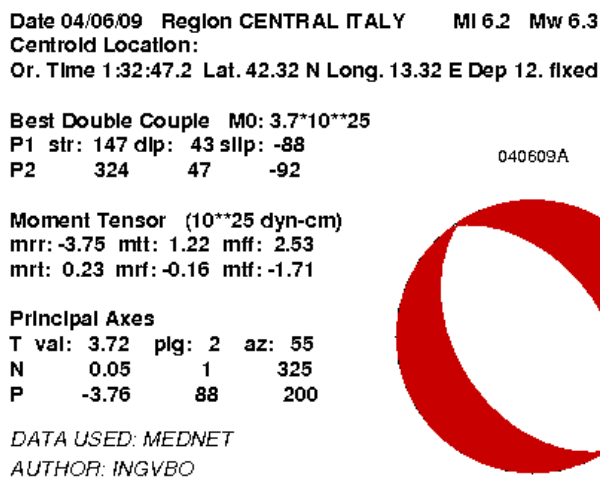 Date 04/06/09 Region CENTRAL ITALY Ml 6.2 Mw 6.3
Centroid Location:
Or. Time 1:32:47.2 Lat. 42.32 N Long. 13.32 E Dep 12. fixed
Best Double Couple M0: 3.7*10**25
P1 str: 147 dip: 43 slip: -88
P2 324 47 -92
040609A
Moment Tensor (10**25 dyn-cm)
mrr: -3.75 mtt: 1.22 mff: 2.53
mrt: 0.23 mrf: -0.16 mtf: -1.71
Principal Axes
T val: 3.72 plg: 2 az: 55
N 0.05 1 325
P -3.76 88 200
DATA USED: MEDNET
AUTHOR: INGVBO